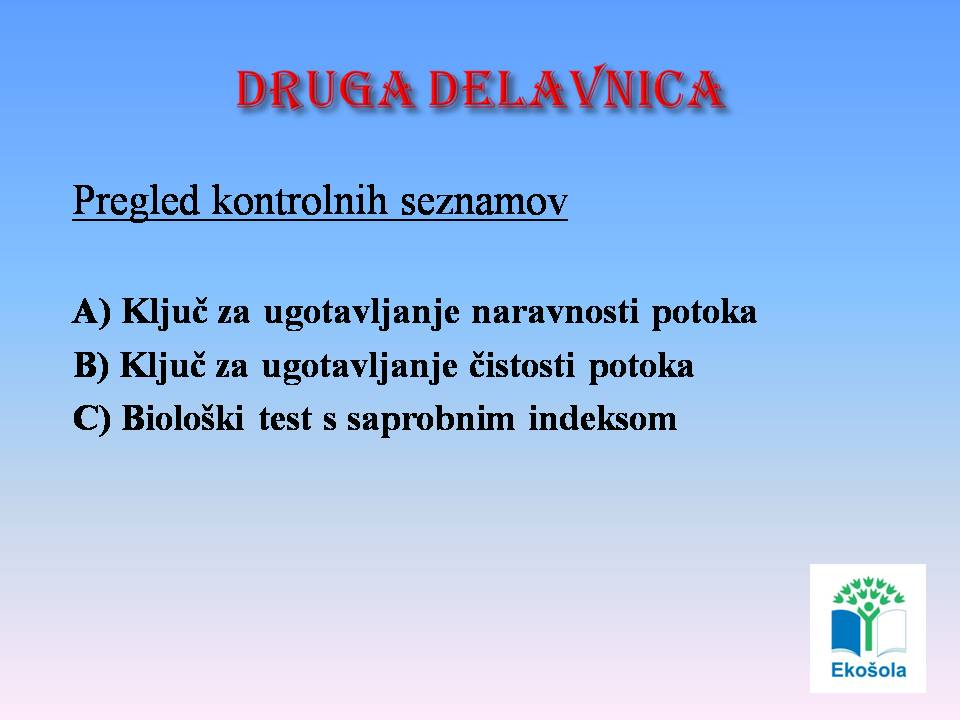 DRUGA DELAVNICA
Pregled kontrolnih seznamov
A) Ključ za ugotavljanje naravnosti potoka
B) Ključ za ugotavljanje čistosti potoka
C) Biološki test s saprobnim indeksom
Ekošola